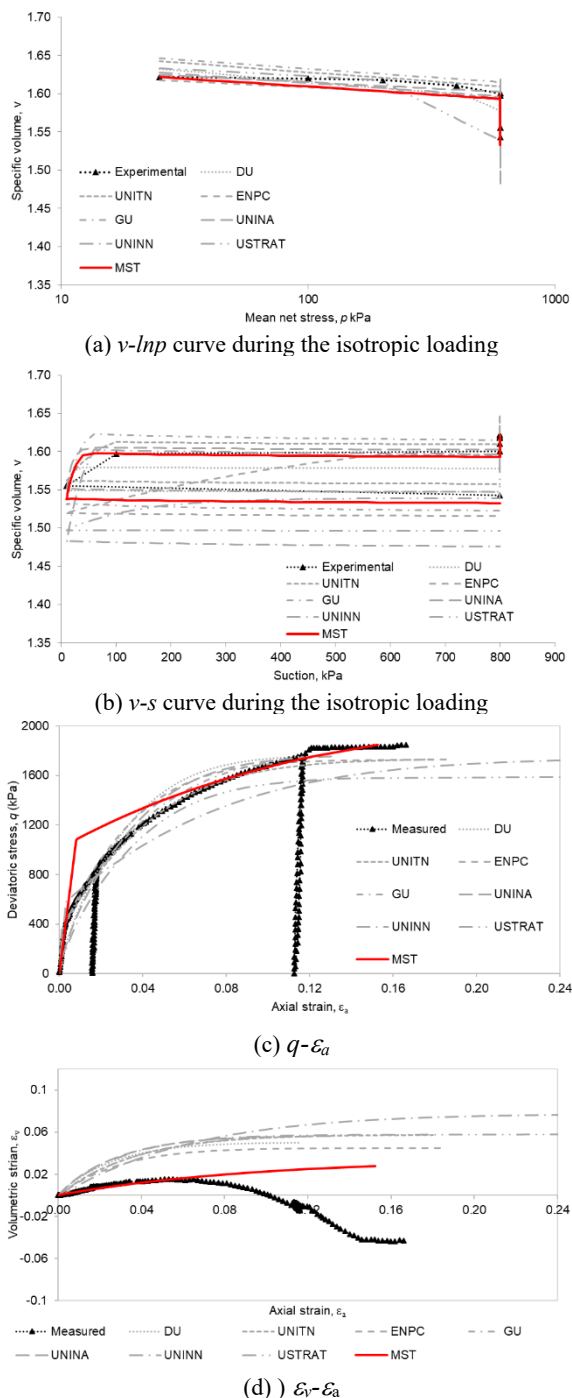 1.70
1.65
1.60
1.55
1.50
1.45
1.40
1.35
Specific volume, v
Experimental DU
UNITN ENPC
GU UNINA
UNINN USTRAT
MST
10 100 1000
Mean net stress, p kPa
(a) v-lnp curve during the isotropic loading
1.70
1.65
1.60
1.55
1.50
1.45
1.40
1.35
Specific volume, v
Experimental DU
UNITN ENPC
GU UNINA
UNINN USTRAT
MST
0 100 200 300 400 500 600 700 800 900
Suction, kPa
(b) v-s curve during the isotropic loading
2000
1600
1200
800
400
0
Deviatoric stress, q (kPa)
Measured DU
UNITN ENPC
GU UNINA
UNINN USTRAT
MST
0.00 0.04 0.08 0.12 0.16 0.20 0.24
Axial strain, εa
(c) q-εa
0.1
0.06
0.02
-0.02
-0.06
-0.1
Volumetric strian, εv
0.00 0.04 0.08 0.12 0.16 0.20 0.24
Axial strain, εa
Measured DU UNITN ENPC GU
UNINA UNINN USTRAT MST
(d) ) εv-εa